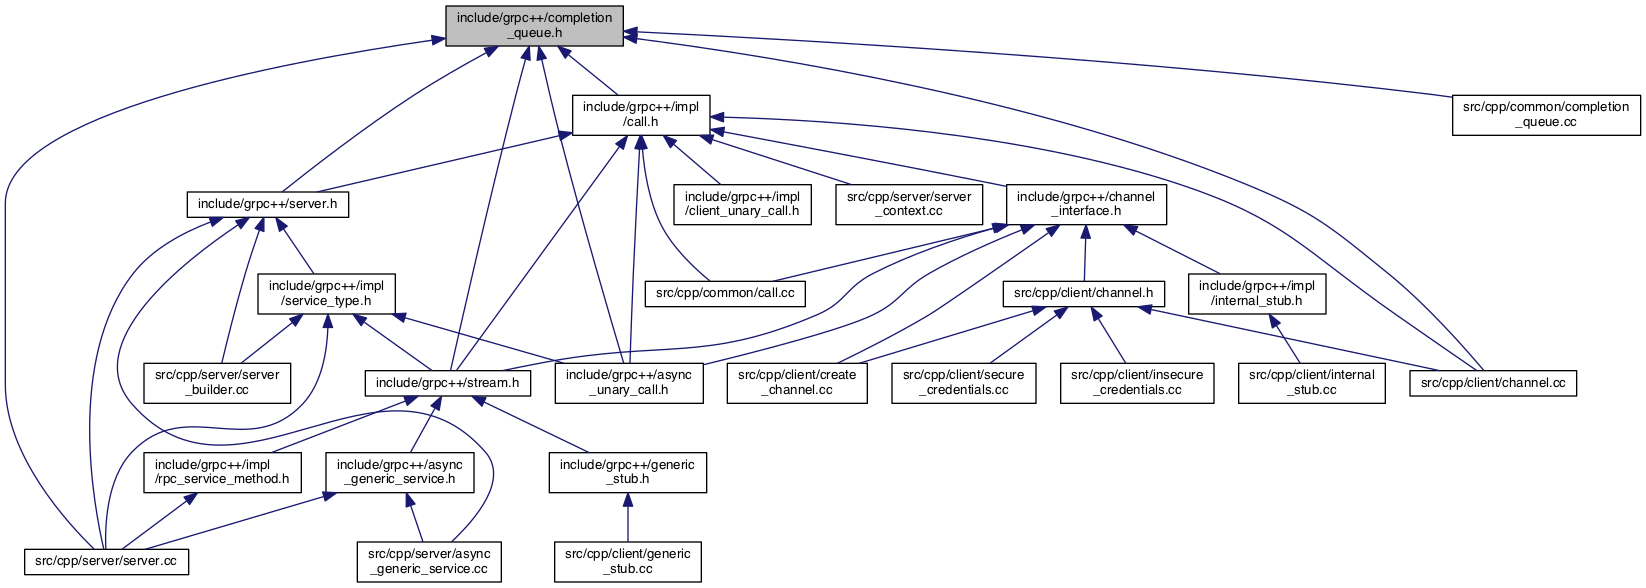 include/grpc++/completion
_queue.h
include/grpc++/impl
/call.h
src/cpp/common/completion
_queue.cc
include/grpc++/server.h
include/grpc++/impl
/client_unary_call.h
src/cpp/server/server
_context.cc
include/grpc++/channel
_interface.h
include/grpc++/impl
/service_type.h
src/cpp/common/call.cc
src/cpp/client/channel.h
include/grpc++/impl
/internal_stub.h
src/cpp/server/server
_builder.cc
include/grpc++/stream.h
include/grpc++/async
_unary_call.h
src/cpp/client/create
_channel.cc
src/cpp/client/secure
_credentials.cc
src/cpp/client/insecure
_credentials.cc
src/cpp/client/internal
_stub.cc
src/cpp/client/channel.cc
include/grpc++/impl
/rpc_service_method.h
include/grpc++/async
_generic_service.h
include/grpc++/generic
_stub.h
src/cpp/server/server.cc
src/cpp/server/async
_generic_service.cc
src/cpp/client/generic
_stub.cc